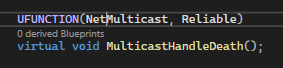 UFUNCTION(NetMulticast, Reliable)
0 derived Blueprints
virtual void MulticastHandleDeath();